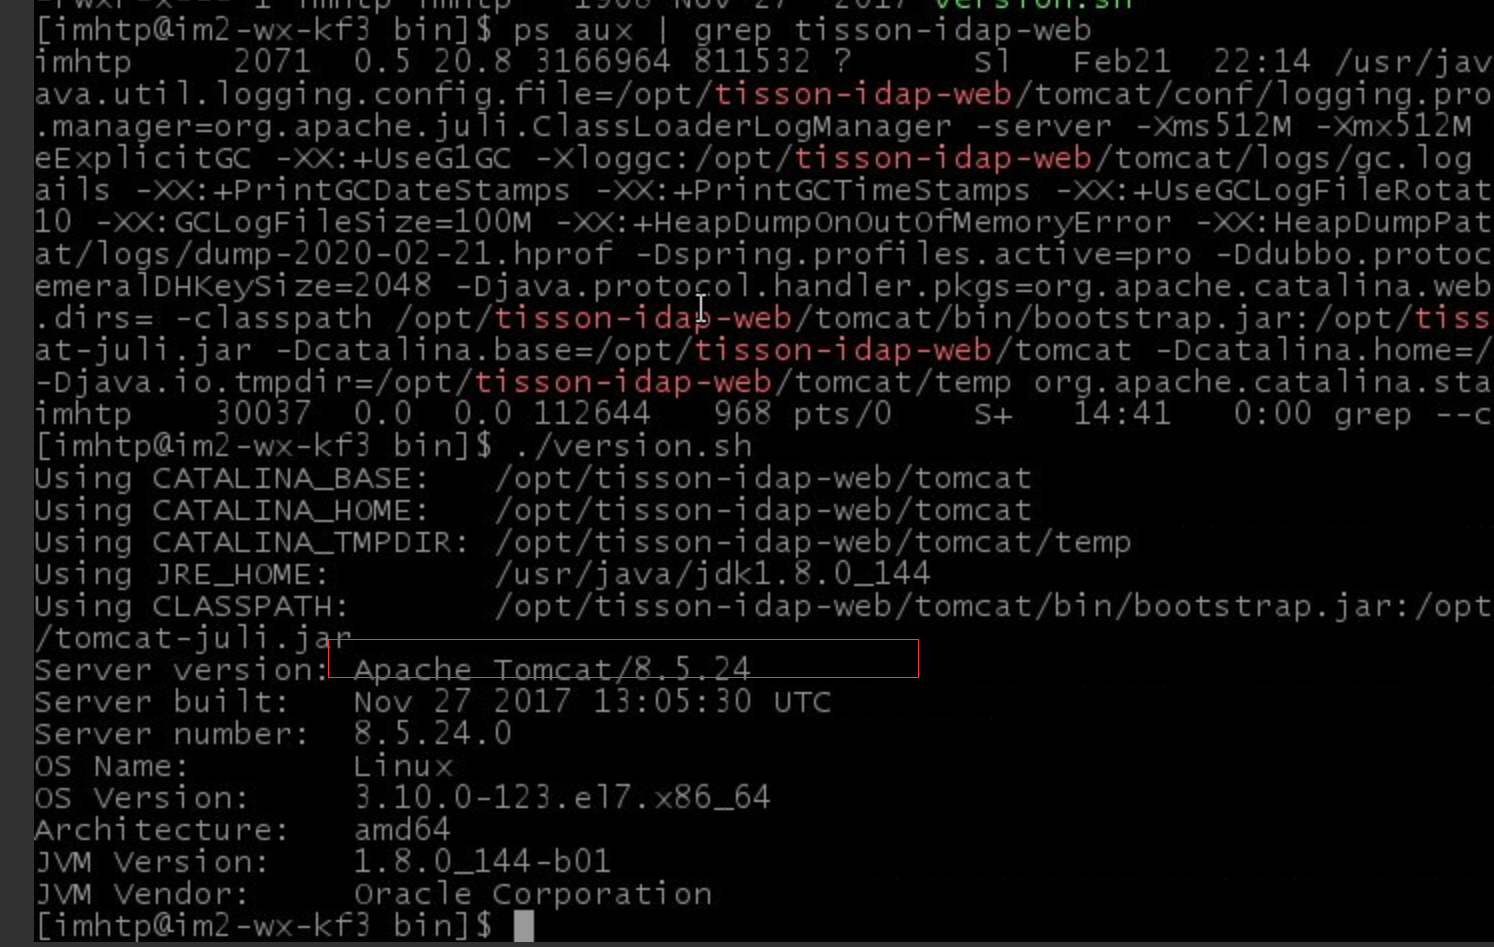 -rwxr-x--- 1 imhtp imhtp   1908 Nov 27  2017 version.sh
[imhtp@im2-wx-kf3 bin]$ ps aux | grep tisson-idap-web
imhtp     2071  0.5 20.8 3166964 811532 ?      Sl   Feb21  22:14 /usr/jav
ava.util.logging.config.file=/opt/tisson-idap-web/tomcat/conf/logging.pro
.manager=org.apache.juli.ClassLoaderLogManager -server -Xms512M -Xmx512M
eExplicitGC -XX:+UseG1GC -Xloggc:/opt/tisson-idap-web/tomcat/logs/gc.log
ails -XX:+PrintGCDateStamps -XX:+PrintGCTimeStamps -XX:+UseGCLogFileRotat
10 -XX:GCLogFileSize=100M -XX:+HeapDumpOnOutOfMemoryError -XX:HeapDumpPat
at/logs/dump-2020-02-21.hprof -Dspring.profiles.active=pro -Ddubbo.protoc
emeralDHKeySize=2048 -Djava.protocol.handler.pkgs=org.apache.catalina.web
.dirs= -classpath /opt/tisson-idap-web/tomcat/bin/bootstrap.jar:/opt/tiss
at-juli.jar -Dcatalina.base=/opt/tisson-idap-web/tomcat -Dcatalina.home=/
-Djava.io.tmpdir=/opt/tisson-idap-web/tomcat/temp org.apache.catalina.sta
imhtp    30037  0.0  0.0 112644   968 pts/0    S+   14:41   0:00 grep --c
[imhtp@im2-wx-kf3 bin]$ ./version.sh
Using CATALINA_BASE:   /opt/tisson-idap-web/tomcat
Using CATALINA_HOME:   /opt/tisson-idap-web/tomcat
Using CATALINA_TMPDIR: /opt/tisson-idap-web/tomcat/temp
Using JRE_HOME:        /usr/java/jdk1.8.0_144
Using CLASSPATH:       /opt/tisson-idap-web/tomcat/bin/bootstrap.jar:/opt
/tomcat-juli.jar
Server version: Apache Tomcat/8.5.24
Server built:   Nov 27 2017 13:05:30 UTC
Server number:  8.5.24.0
OS Name:        Linux
OS Version:     3.10.0-123.el7.x86_64
Architecture:   amd64
JVM Version:    1.8.0_144-b01
JVM Vendor:     Oracle Corporation
[imhtp@im2-wx-kf3 bin]$